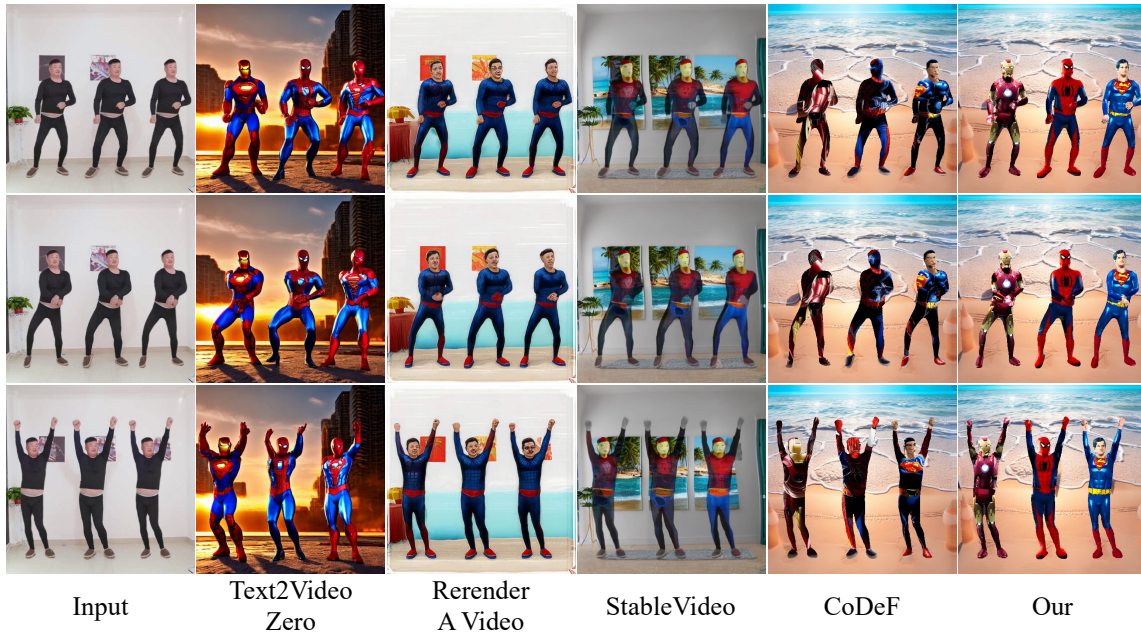 Input
Text2Video
Zero
Rerender
A Video
StableVideo
CoDeF
Our